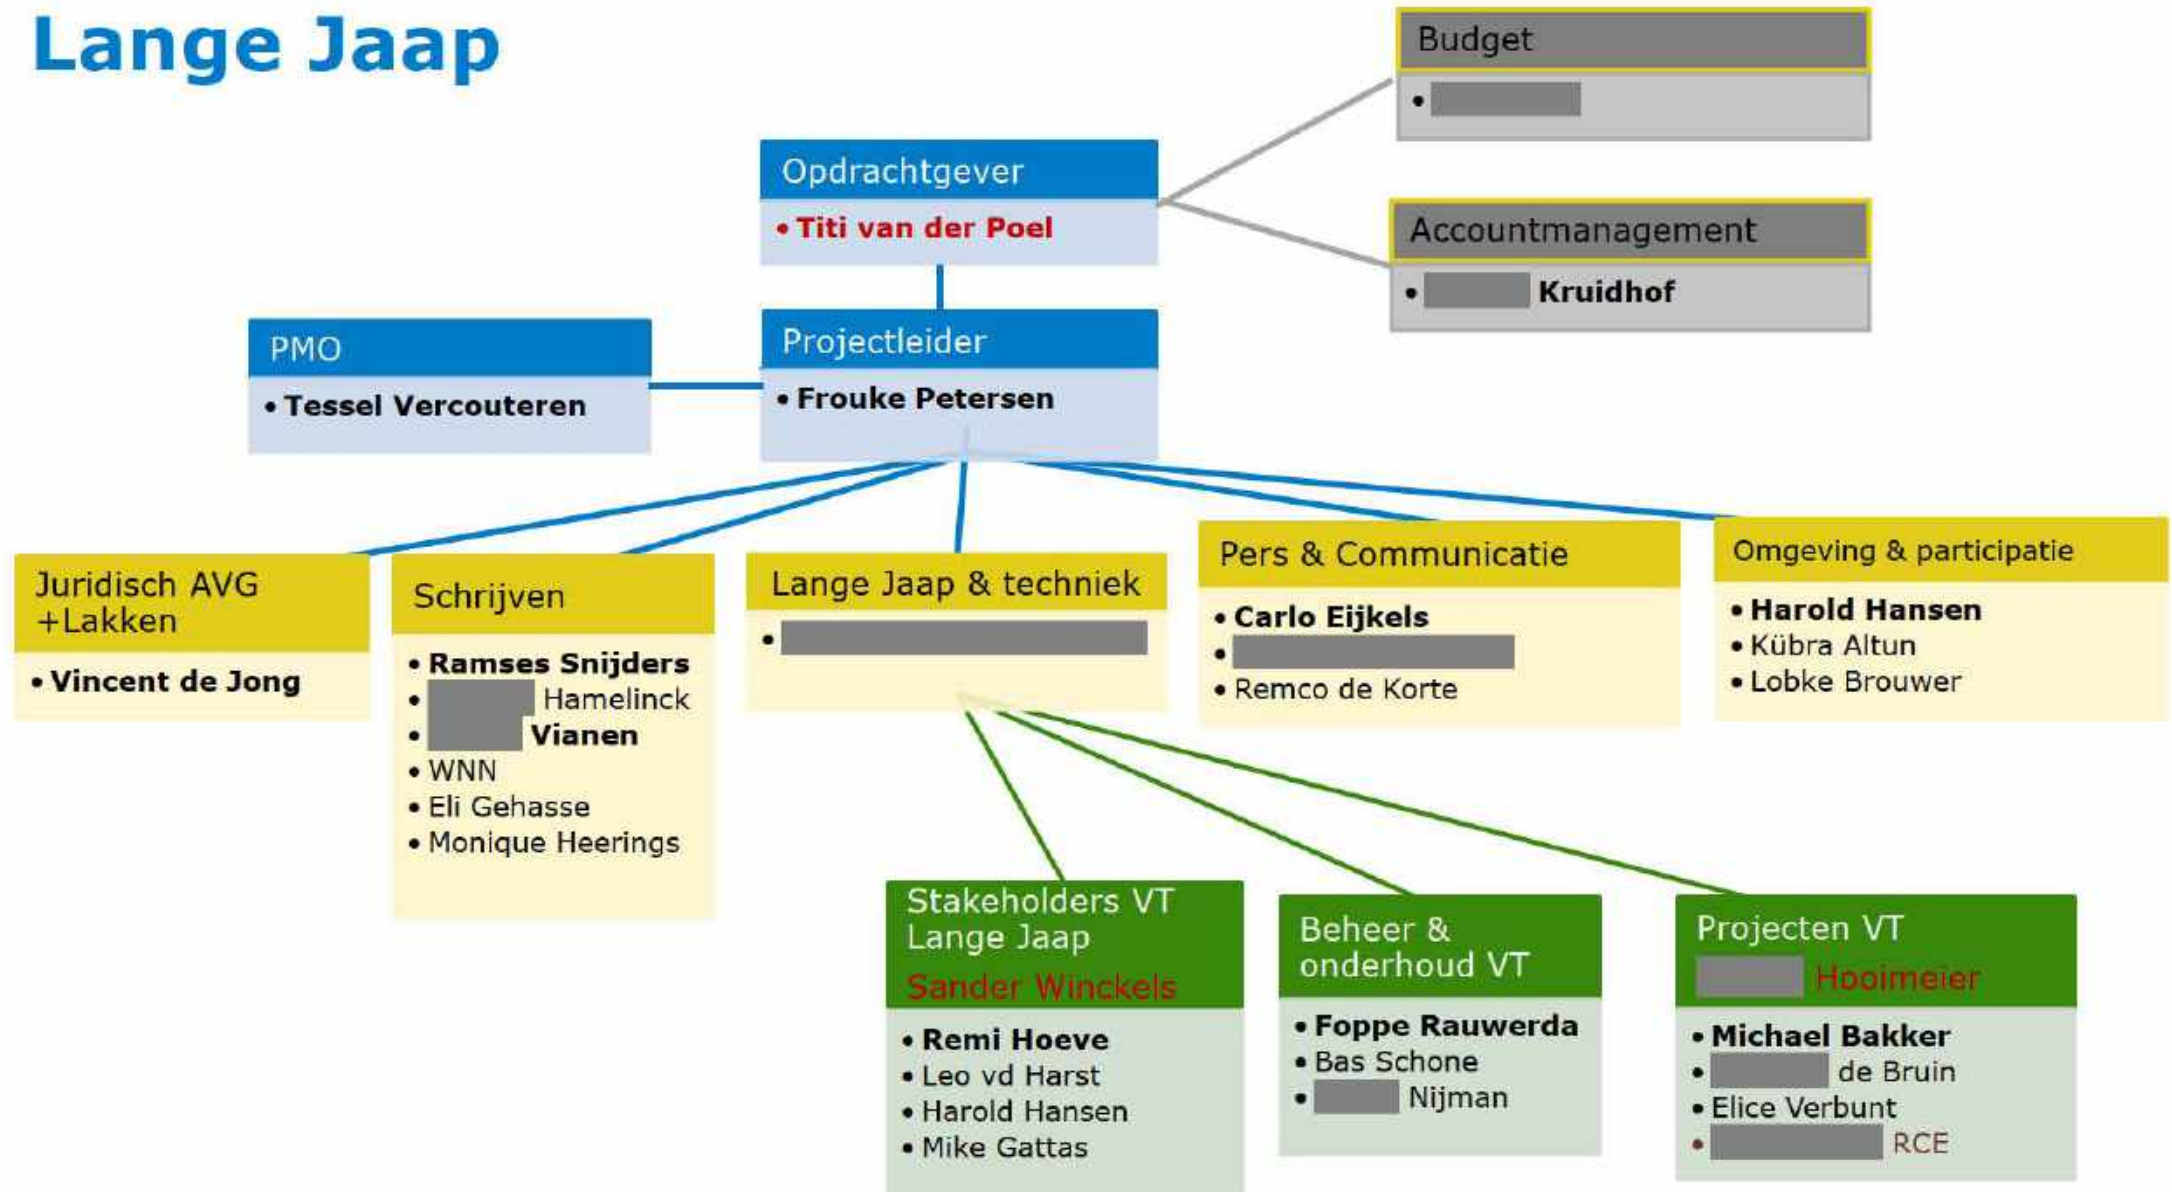 Lange Jaap
Budget
Opdrachtgever
• Titi van der Poel
Accountmanagement
• Kruidhof
PMO
• Tessel Vercouteren
Projectleider
• Frouke Petersen
Juridisch AVG
+Lakken
• Vincent de Jong
Schrijven
• Ramses Snijders
• Hamelinck
• Vianen
• WNN
• Eli Gehasse
• Monique Heerings
Lange Jaap & techniek
Pers & Communicatie
• Carlo Eijkels
• Remco de Korte
Omgeving & participatie
• Harold Hansen
• Kübra Altun
• Lobke Brouwer
Stakeholders VT
Lange Jaap
Sander Winckels
• Remi Hoeve
• Leo vd Harst
• Harold Hansen
• Mike Gattas
Beheer &
onderhoud VT
• Foppe Rauwerda
• Bas Schone
• Nijman
Projecten VT
Hooimeier
• Michael Bakker
• de Bruin
• Elice Verbunt
• RCE